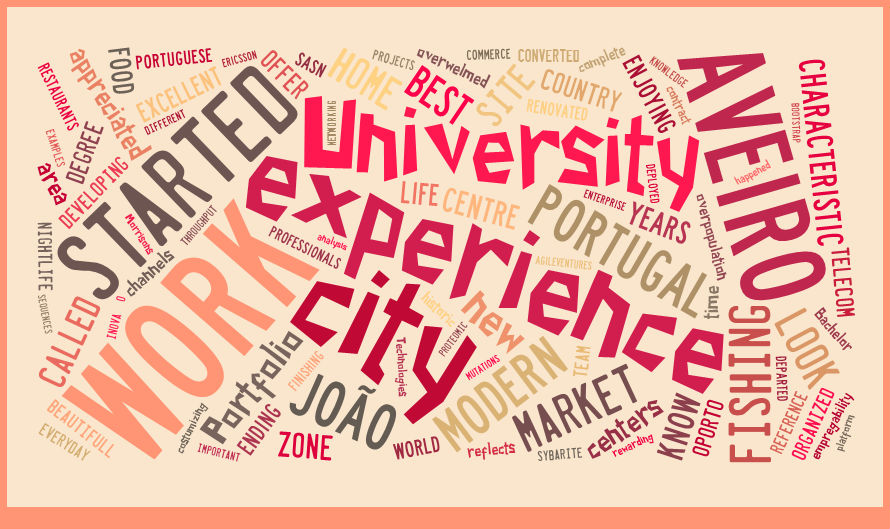 RESTAURANTS
appreciated
FOOD
PORTUGUESE
ERICSSON
OFFER
SASN
HOME
PROJECTS
overwelmed
COMMERCE
CONVERTED
complete
KNOWLEDGE
ENJOYING
contract
AVEIRO
CHARACTERISTIC
BOOTSTRAP
EXCELLENT
DIFFERENT
BEST
SITE
COUNTRY
RENOVATED
EXAMPLES
area
DEGREE
DEVELOPING
STARTED
NETWORKING
University
experience
LIFE
CENTRE
PORTUGAL
ENTERPRISE
DEPLOYED
YEARS
overpopulation
happened
NIGHTLIFE
SEQUENCES
Morrisons
channels
THROUGHPUT
PROFESSIONALS
analysis
AGILEVENTURES
TELECOM
time
INOVA
O
CALLED
WORK
city
historic
new
PROTEOMIC
MUTATIONS
Technologies
FINISHING
Portfolio
JOÃO
MODERN
TEAM
MARKET
FISHING
LOOK
Bachelor
DEPARTED
BEAUTIFULL
EVERYDAY
costumizing
IMPORTANT
ENDING
ZONE
WORLD
reflects
SYBARITE
centers
rewarding
KNOW
OPORTO
REFERENCE
ORGANIZED
empregability
platform